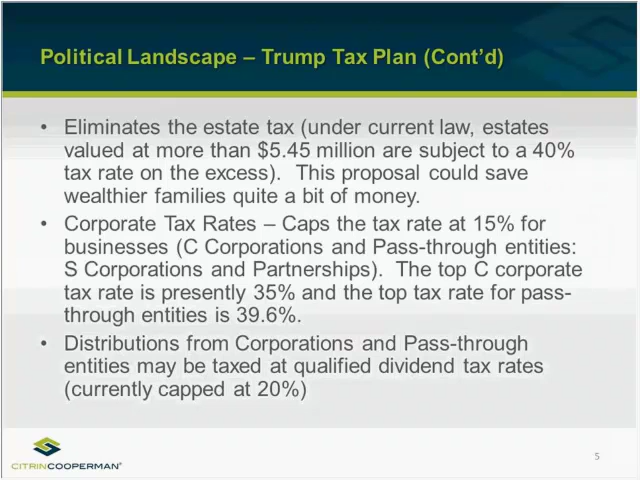 Political Landscape – Trump Tax Plan (Cont'd)
• Eliminates the estate tax (under current law, estates
valued at more than $5.45 million are subject to a 40%
tax rate on the excess).  This proposal could save
wealthier families quite a bit of money.
• Corporate Tax Rates – Caps the tax rate at 15% for
businesses (C Corporations and Pass-through entities:
S Corporations and Partnerships).  The top C corporate
tax rate is presently 35% and the top tax rate for pass-
through entities is 39.6%.
• Distributions from Corporations and Pass-through
entities may be taxed at qualified dividend tax rates
(currently capped at 20%)
CITRINCOOPERMAN®
5